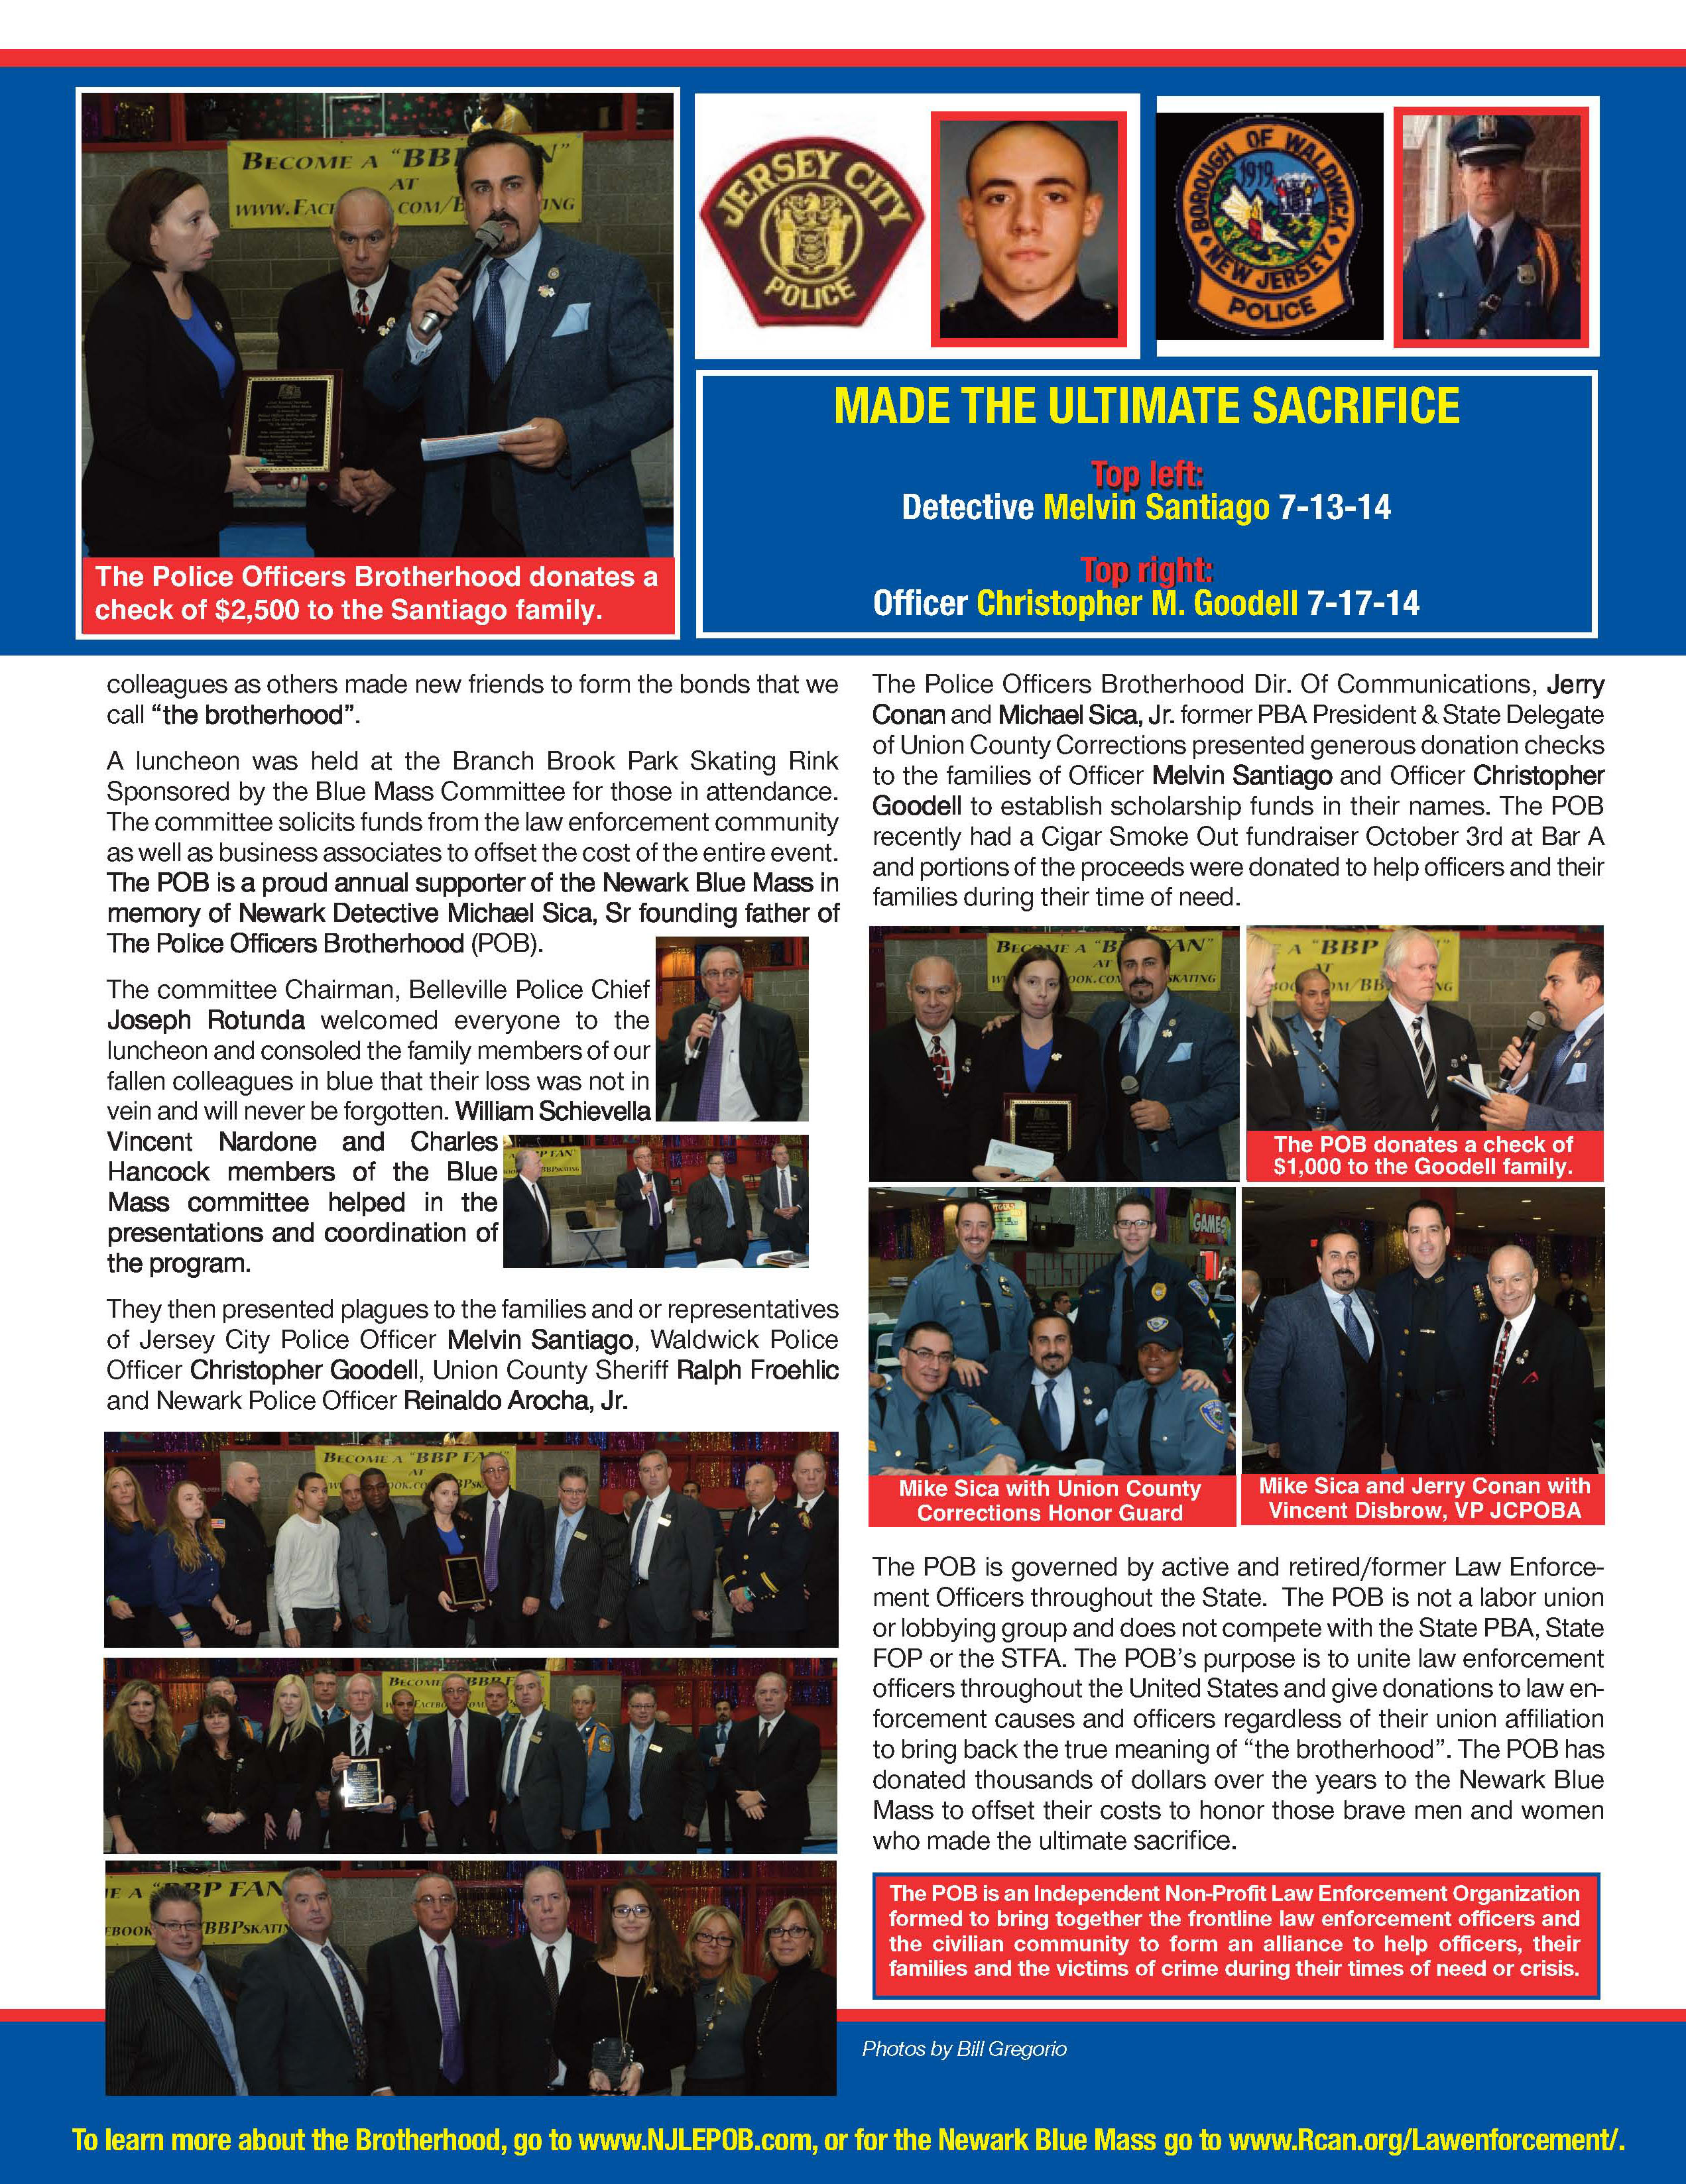 BECOME A "BBP
AT
JERSEY CITY
POLICE
BOROUGH OF WALDWICK
1919
NEW JERSEY
POLICE
The Police Officers Brotherhood donates a
check of $2,500 to the Santiago family.
MADE THE ULTIMATE SACRIFICE
Top left:
Detective Melvin Santiago 7-13-14
Top right:
Officer Christopher M. Goodell 7-17-14
colleagues as others made new friends to form the bonds that we
call “the brotherhood”.
A luncheon was held at the Branch Brook Park Skating Rink
Sponsored by the Blue Mass Committee for those in attendance.
The committee solicits funds from the law enforcement community
as well as business associates to offset the cost of the entire event.
The POB is a proud annual supporter of the Newark Blue Mass in
memory of Newark Detective Michael Sica, Sr founding father of
The Police Officers Brotherhood (POB).
The committee Chairman, Belleville Police Chief
Joseph Rotunda welcomed everyone to the
luncheon and consoled the family members of our
fallen colleagues in blue that their loss was not in
vein and will never be forgotten. William Schievella
Vincent Nardone and Charles
Hancock members of the Blue
Mass committee helped in the
presentations and coordination of
the program.
They then presented plagues to the families and or representatives
of Jersey City Police Officer Melvin Santiago, Waldwick Police
Officer Christopher Goodell, Union County Sheriff Ralph Froehlic
and Newark Police Officer Reinaldo Arocha, Jr.
BECOME A "BBP FA
AT
BECOME
BBP F
E A
BBP FAN
EBOOK
BBPSKATIN
The Police Officers Brotherhood Dir. Of Communications, Jerry
Conan and Michael Sica, Jr. former PBA President & State Delegate
of Union County Corrections presented generous donation checks
to the families of Officer Melvin Santiago and Officer Christopher
Goodell to establish scholarship funds in their names. The POB
recently had a Cigar Smoke Out fundraiser October 3rd at Bar A
and portions of the proceeds were donated to help officers and their
families during their time of need.
BECOME A "B FAN"
AT
OOK.COM SKATING
E A "BBP
AT
The POB donates a check of
$1,000 to the Goodell family.
GAMES
Mike Sica with Union County
Corrections Honor Guard
Mike Sica and Jerry Conan with
Vincent Disbrow, VP JCPOBA
The POB is governed by active and retired/former Law Enforce-
ment Officers throughout the State. The POB is not a labor union
or lobbying group and does not compete with the State PBA, State
FOP or the STFA. The POB’s purpose is to unite law enforcement
officers throughout the United States and give donations to law en-
forcement causes and officers regardless of their union affiliation
to bring back the true meaning of “the brotherhood”. The POB has
donated thousands of dollars over the years to the Newark Blue
Mass to offset their costs to honor those brave men and women
who made the ultimate sacrifice.
The POB is an Independent Non-Profit Law Enforcement Organization
formed to bring together the frontline law enforcement officers and
the civilian community to form an alliance to help officers, their
families and the victims of crime during their times of need or crisis.
Photos by Bill Gregorio
To learn more about the Brotherhood, go to www.NJLEPOB.com, or for the Newark Blue Mass go to www.Rcan.org/Lawenforcement/.